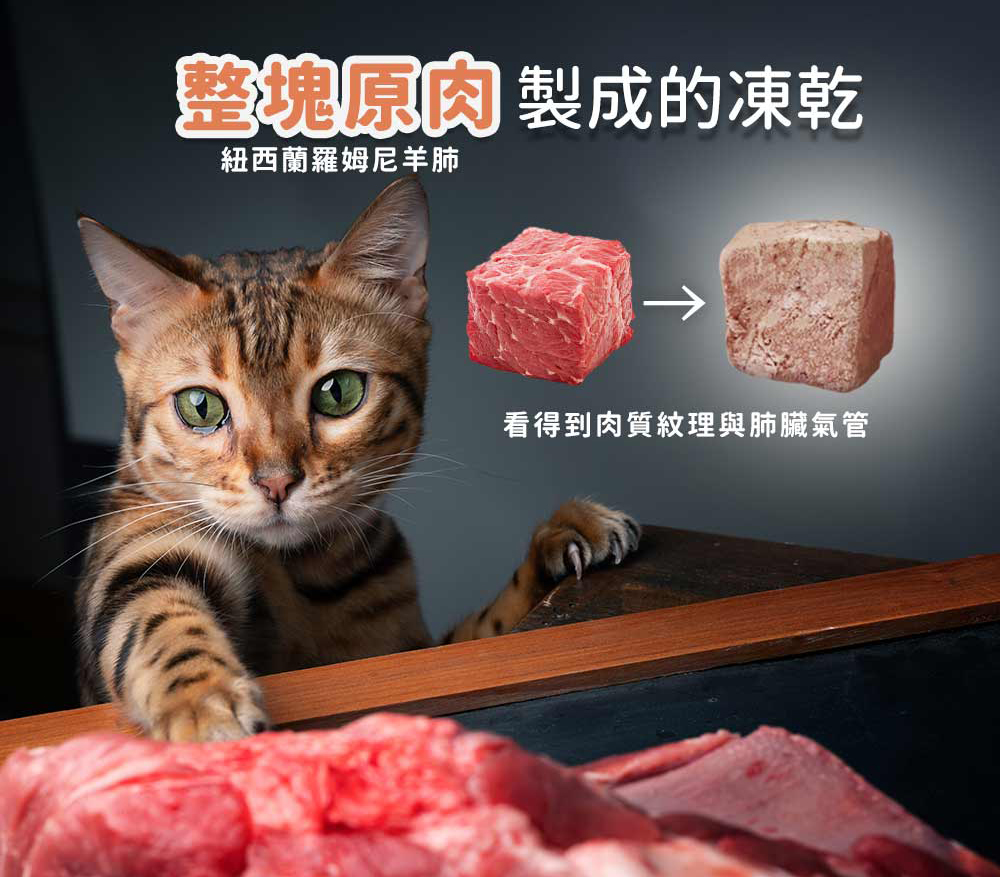 整塊原肉 製成的凍乾
紐西蘭羅姆尼羊肺
看得到肉質紋理與肺臟氣管